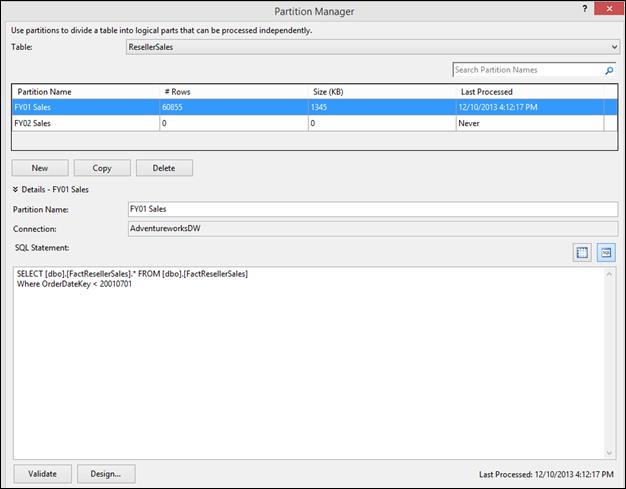 Partition Manager
?
Use partitions to divide a table into logical parts that can be processed independently.
Table: ResellerSales
Search Partition Names
Partition Name # Rows Size (KB) Last Processed
FY01 Sales 60855 1345 12/10/2013 4:12:17 PM
FY02 Sales 0 0 Never
New Copy Delete
Details - FY01 Sales
Partition Name: FY01 Sales
Connection: AdventureworksDW
SQL Statement: SQL
SELECT [dbo].[FactResellerSales].* FROM [dbo].[FactResellerSales]
Where OrderDateKey < 20010701
Validate Design... Last Processed: 12/10/2013 4:12:17 PM